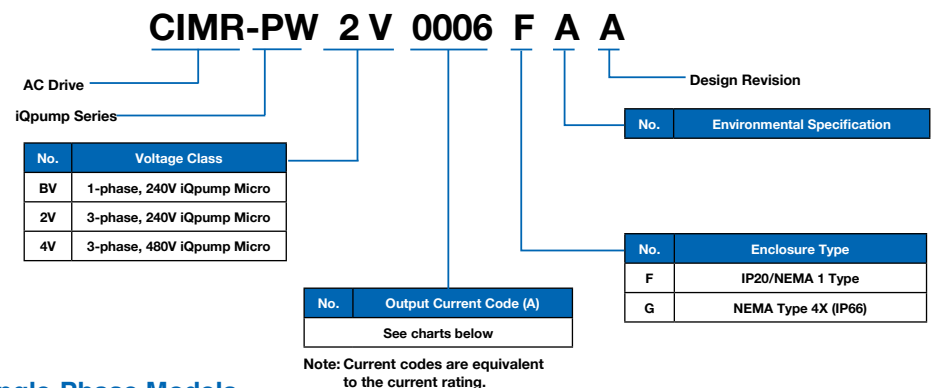 CIMR-PW 2 V 0006 F A A
AC Drive
Design Revision
iQpump Series
No. Environmental Specification
No. Voltage Class
BV 1-phase, 240V iQpump Micro
2V 3-phase, 240V iQpump Micro
4V 3-phase, 480V iQpump Micro
No. Enclosure Type
F IP20/NEMA 1 Type
G NEMA Type 4X (IP66)
No. Output Current Code (A)
See charts below
Note: Current codes are equivalent
to the current rating.